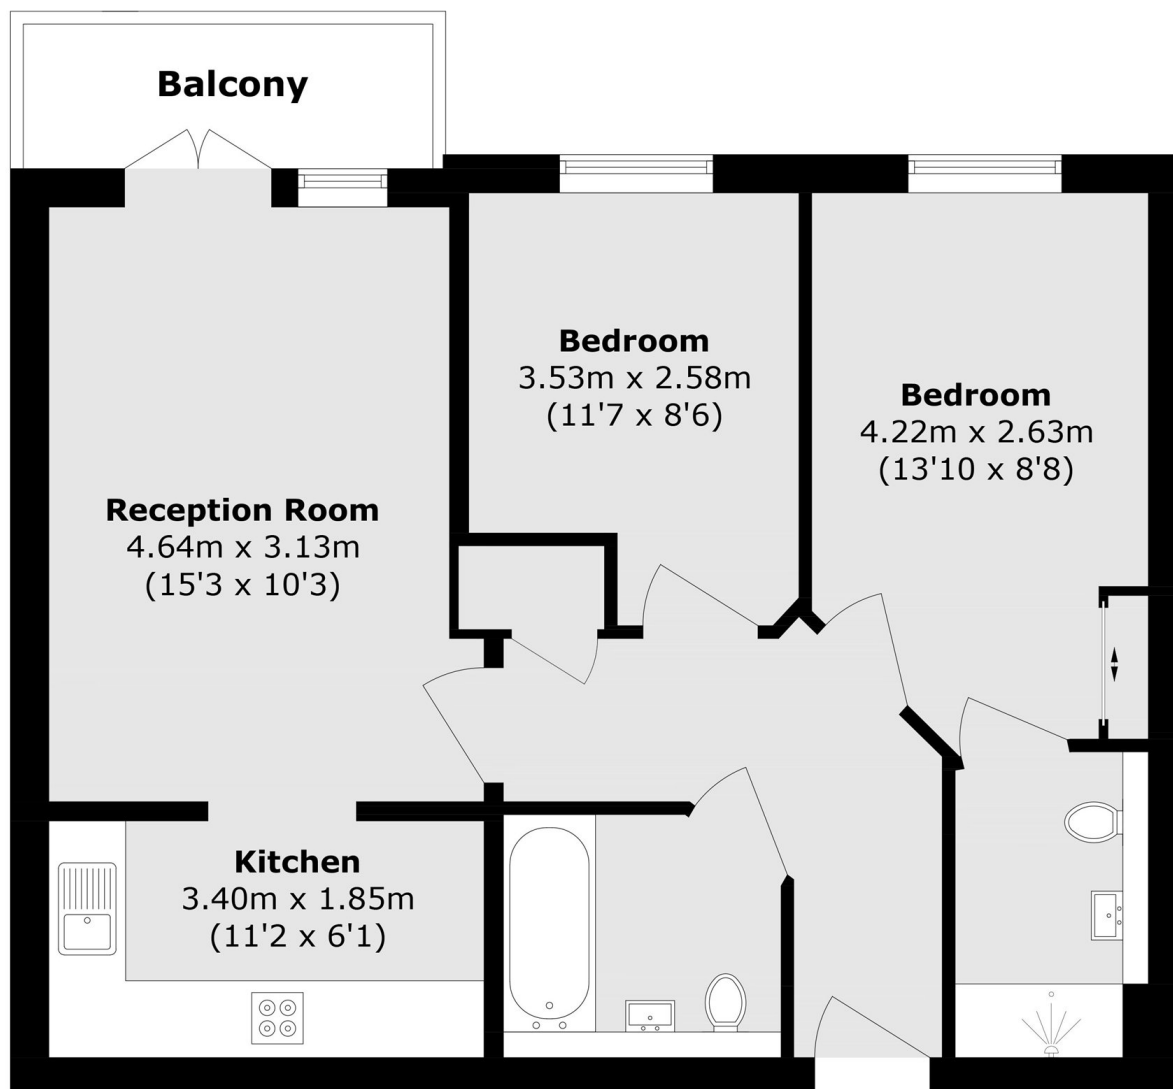 Balcony
Bedroom
3.53m x 2.58m
(11'7 x 8'6)
Bedroom
4.22m x 2.63m
(13'10 x 8'8)
Reception Room
4.64m x 3.13m
(15'3 x 10'3)
Kitchen
3.40m x 1.85m
(11'2 x 6'1)